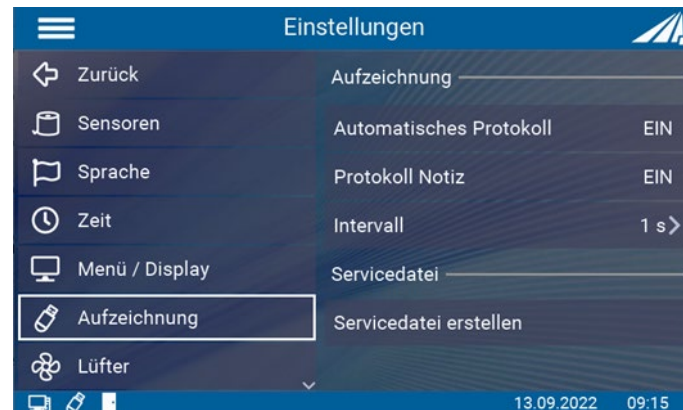 Einstellungen
Zurück
Sensoren
Sprache
Zeit
Menü / Display
Aufzeichnung
Lüfter
Aufzeichnung
Automatisches Protokoll EIN
Protokoll Notiz EIN
Intervall 1 s
Servicedatei
Servicedatei erstellen
13.09.2022 09:15